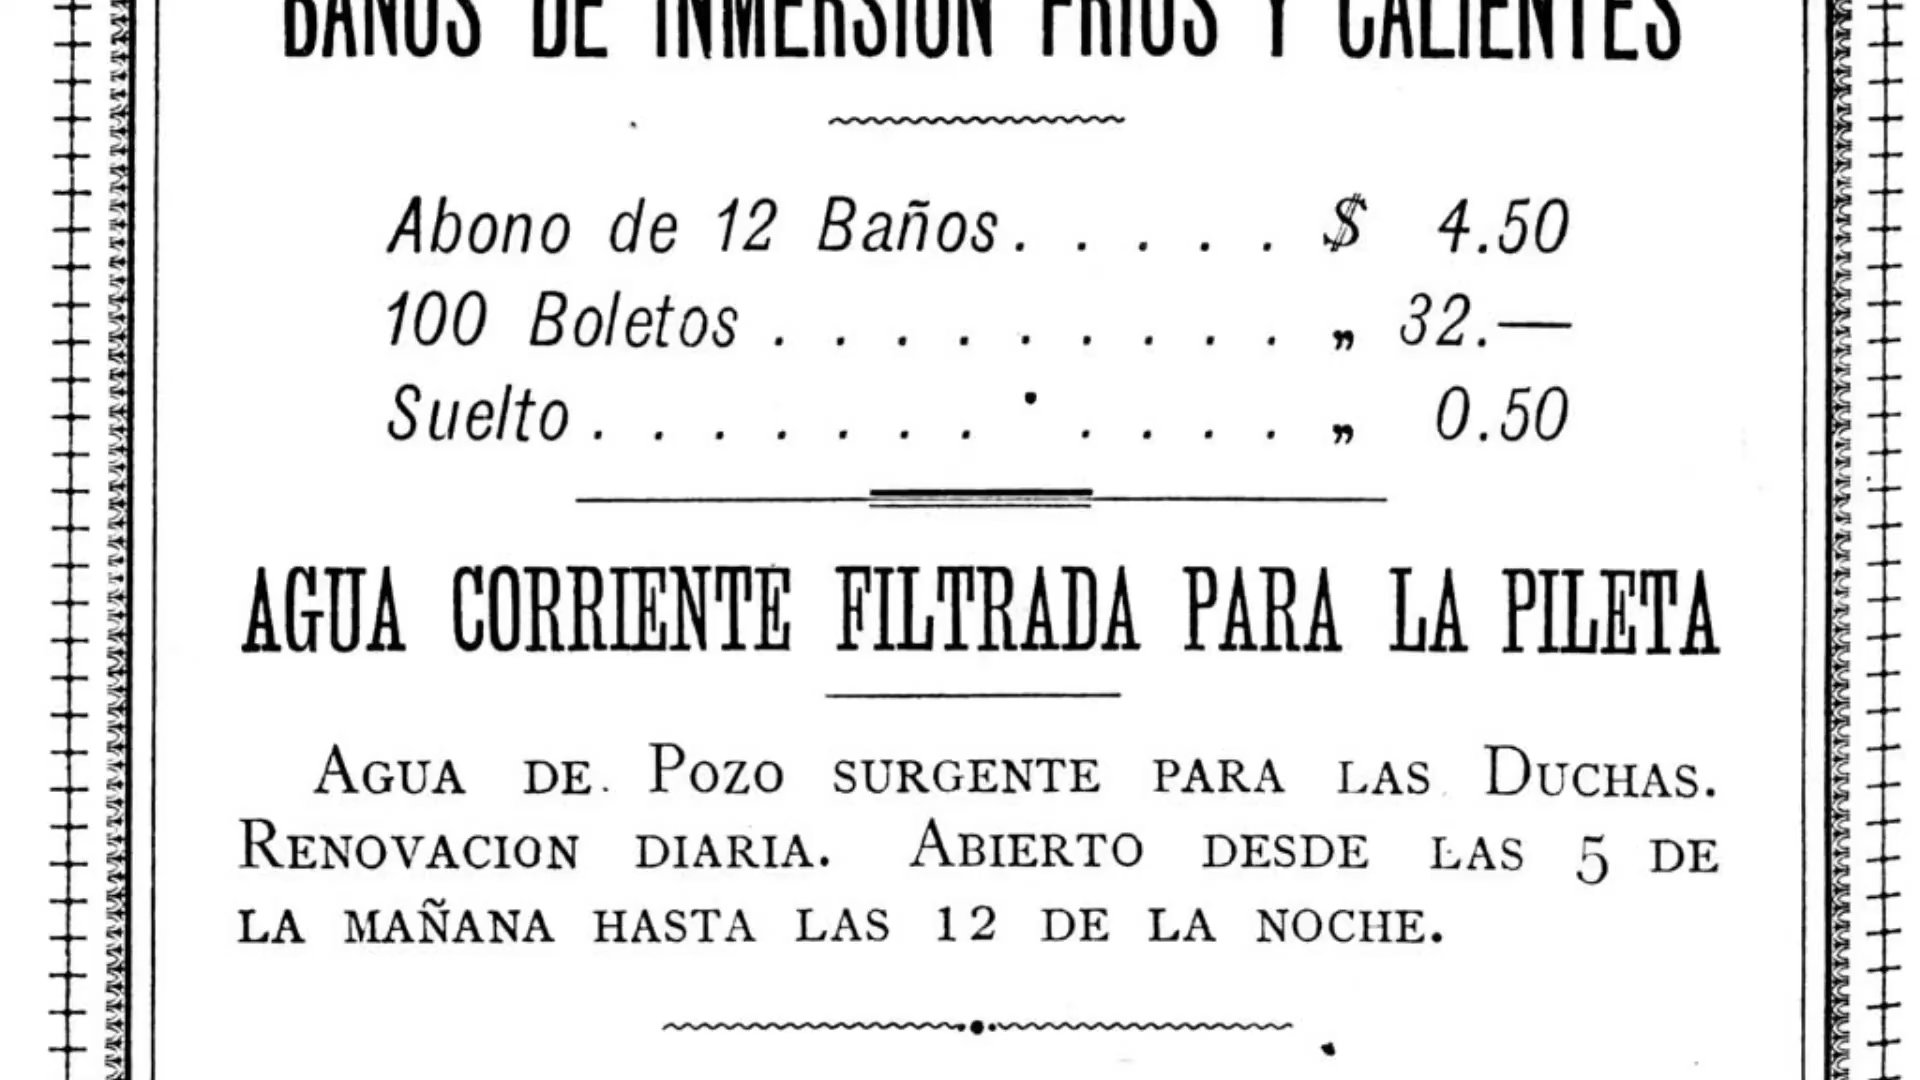 BAÑOS DE INMERSION FRIOS Y CALIENTES
Abono de 12 Baños. . . . . $ 4.50
100 Boletos . . . . . . . . . „ 32.—
Suelto . . . . . . . . . . . . „ 0.50
AGUA CORRIENTE FILTRADA PARA LA PILETA
AGUA DE POZO SURGENTE PARA LAS DUCHAS.
RENOVACION DIARIA. ABIERTO DESDE LAS 5 DE
LA MAÑANA HASTA LAS 12 DE LA NOCHE.